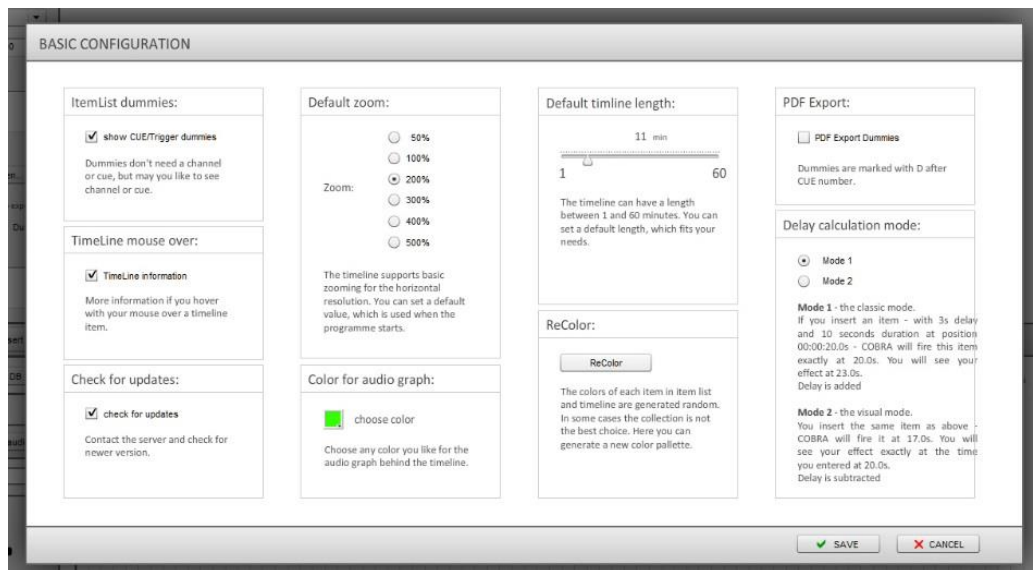 BASIC CONFIGURATION
ItemList dummies:
show CUE/Trigger dummies
Dummies don't need a channel
or cue, but may you like to see
channel or cue.
TimeLine mouse over:
TimeLine information
More information if you hover
with your mouse over a timeline
item.
Check for updates:
check for updates
Contact the server and check for
newer version.
Default zoom:
50%
100%
Zoom:
200%
300%
400%
500%
The timeline supports basic
zooming for the horizontal
resolution. You can set a default
value, which is used when the
programme starts.
Color for audio graph:
choose color
Choose any color you like for the
audio graph behind the timeline.
Default timline length:
11 min
1 60
The timeline can have a length
between 1 and 60 minutes. You can
set a default length, which fits your
needs.
ReColor:
ReColor
The colors of each item in item list
and timeline are generated random.
In some cases the collection is not
the best choice. Here you can
generate a new color pallette.
PDF Export:
PDF Export Dummies
Dummies are marked with D after
CUE number.
Delay calculation mode:
Mode 1
Mode 2
Mode 1 - the classic mode.
If you insert an item - with 3s delay
and 10 seconds duration at position
00:00:20.0s - COBRA will fire this item
exactly at 20.0s. You will see your
effect at 23.0s.
Delay is added
Mode 2 - the visual mode.
You insert the same item as above -
COBRA will fire it at 17.0s. You will
see your effect exactly at the time
you entered at 20.0s.
Delay is subtracted
SAVE CANCEL